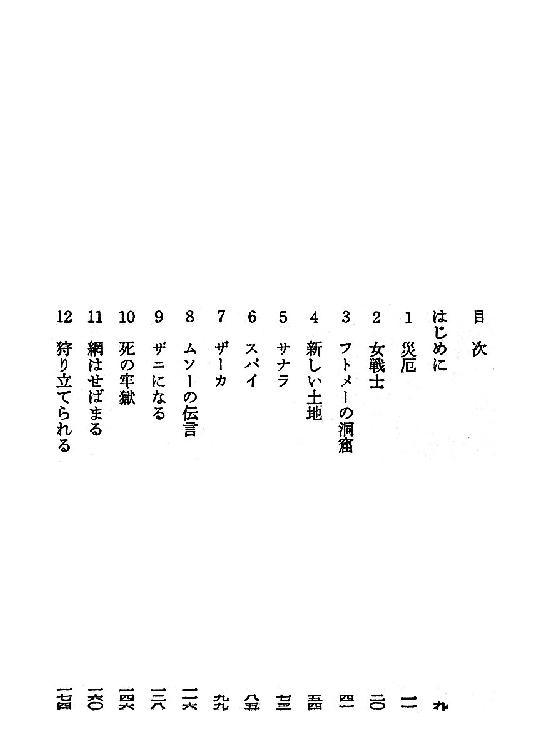 目次
はじめに 九
1 災厄 一一
2 女戦士 二〇
3 フトメーの洞窟 四一
4 新しい土地 五四
5 サナラ 七三
6 スパイ 八五
7 ザーカ 九九
8 ムソーの伝言 一一六
9 ザニになる 一三八
10 死の牢獄 一四六
11 網はせばまる 一六〇
12 狩り立てられる 一七四